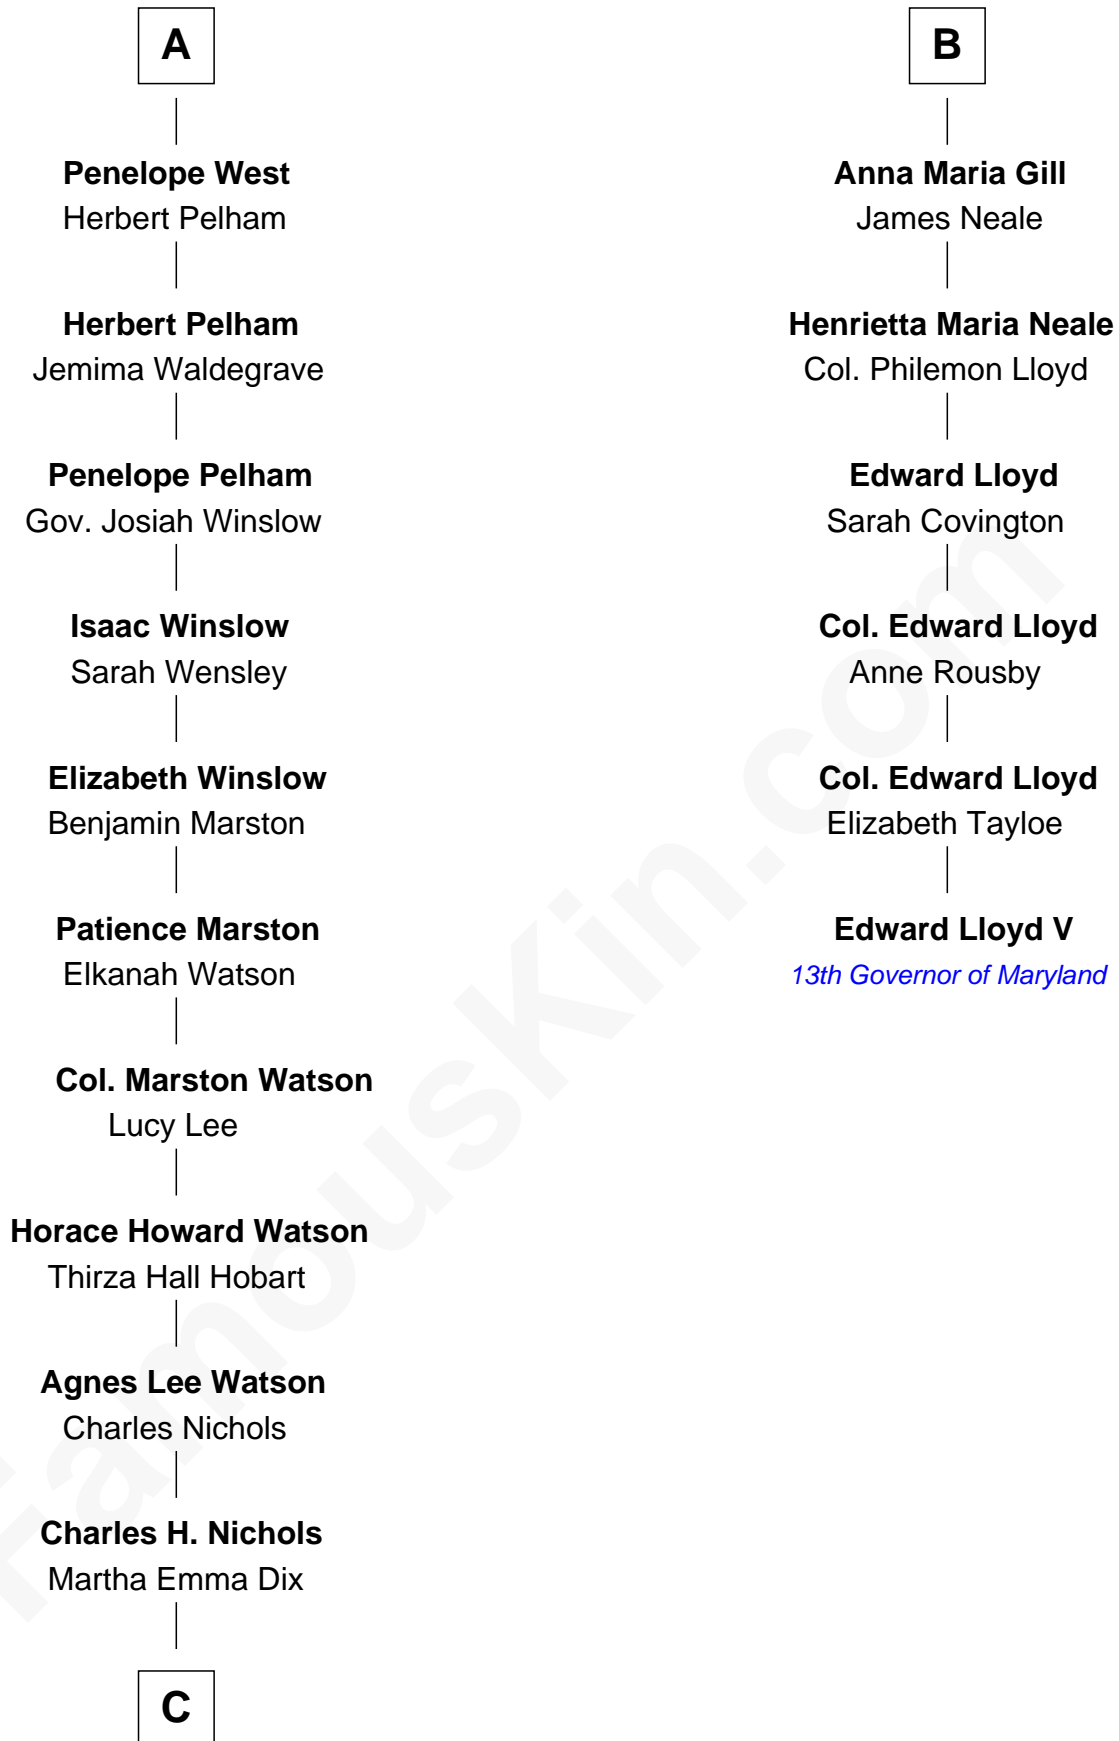 A
Penelope West
Herbert Pelham
Herbert Pelham
Jemima Waldegrave
Penelope Pelham
Gov. Josiah Winslow
Isaac Winslow
Sarah Wensley
Elizabeth Winslow
Benjamin Marston
Patience Marston
Elkanah Watson
Col. Marston Watson
Lucy Lee
Horace Howard Watson
Thirza Hall Hobart
Agnes Lee Watson
Charles Nichols
Charles H. Nichols
Martha Emma Dix
C
B
Anna Maria Gill
James Neale
Henrietta Maria Neale
Col. Philemon Lloyd
Edward Lloyd
Sarah Covington
Col. Edward Lloyd
Anne Rousby
Col. Edward Lloyd
Elizabeth Tayloe
Edward Lloyd V
13th Governor of Maryland
FamousKin.com